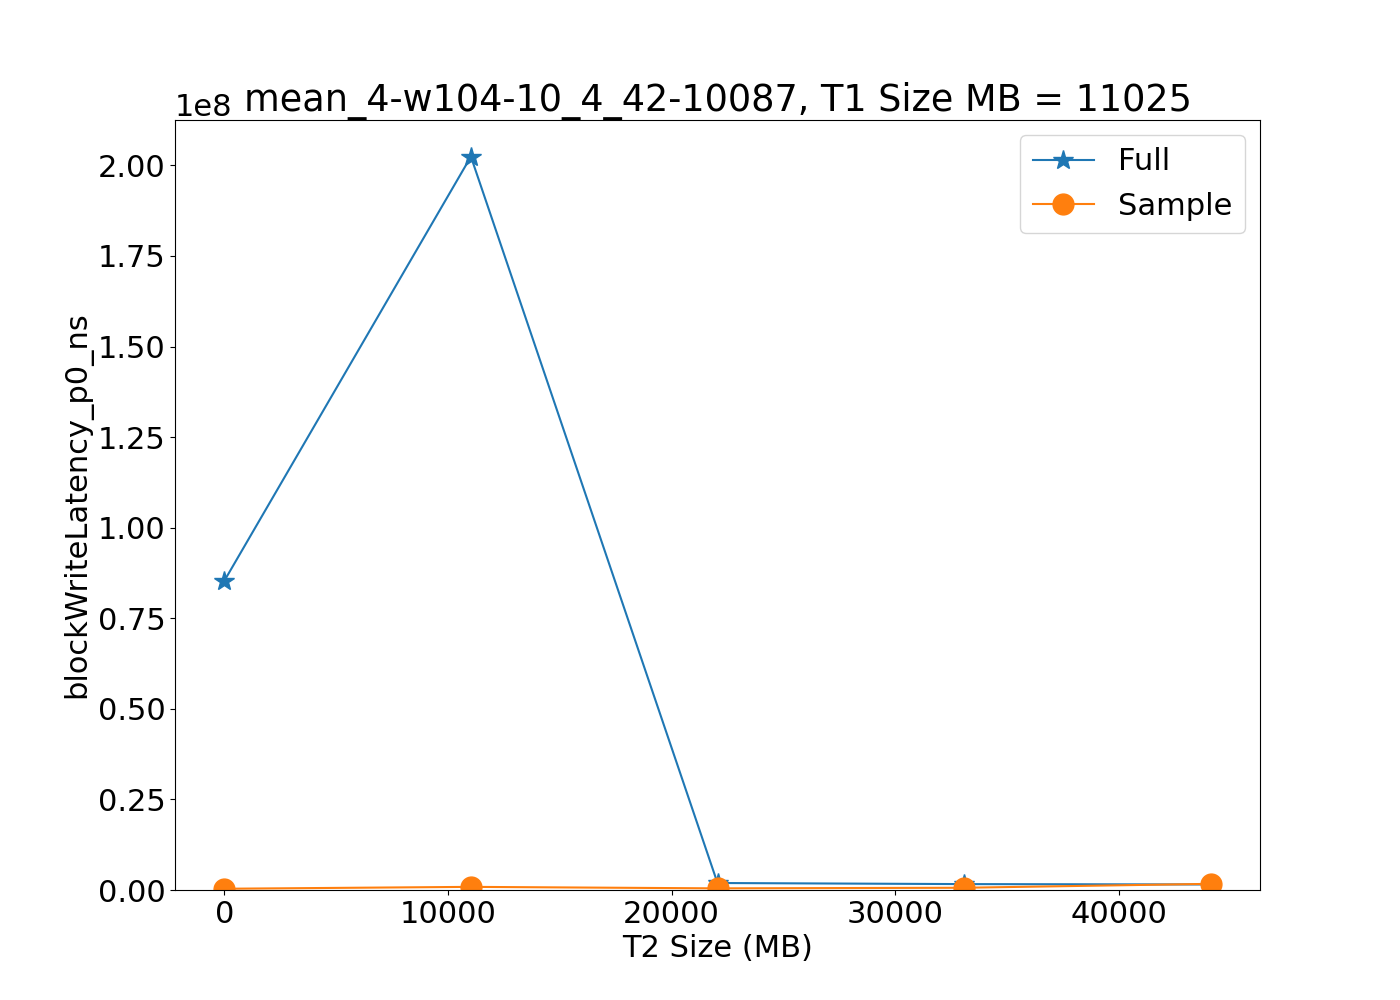 1e8
mean_4-w104-10_4_42-10087, T1 Size MB = 11025
Full
Sample
blockWriteLatency_p0_ns
2.00
1.75
1.50
1.25
1.00
0.75
0.50
0.25
0.00
0 10000 20000 30000 40000
T2 Size (MB)